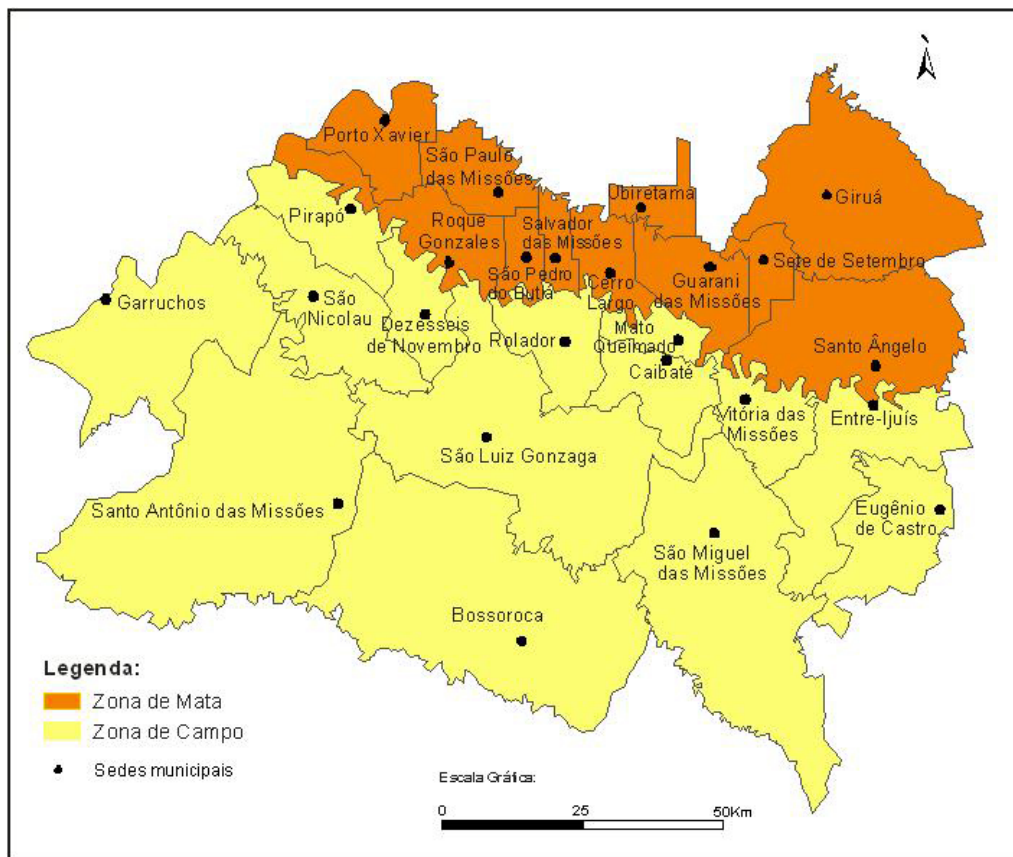 Porto Xavier
São Paulo
das Missões
Ubiretama
Giruá
Pirapó
Roque
Gonzales
Salvador
das Missões
São Pedro
do Butiá
Cerro
Largo
Guarani
das Missões
Sete de Setembro
Garruchos
São
Nicolau
Dezesseis
de Novembro
Rolador
Mato
Queimado
Caibaté
Santo Ângelo
Vitória das
Missões
Entre-Ijuís
São Luiz Gonzaga
Santo Antônio das Missões
Eugênio
de Castro
São Miguel
das Missões
Bossoroca
Legenda:
Zona de Mata
Zona de Campo
Sedes municipais
Escala Gráfica:
0 25 50Km